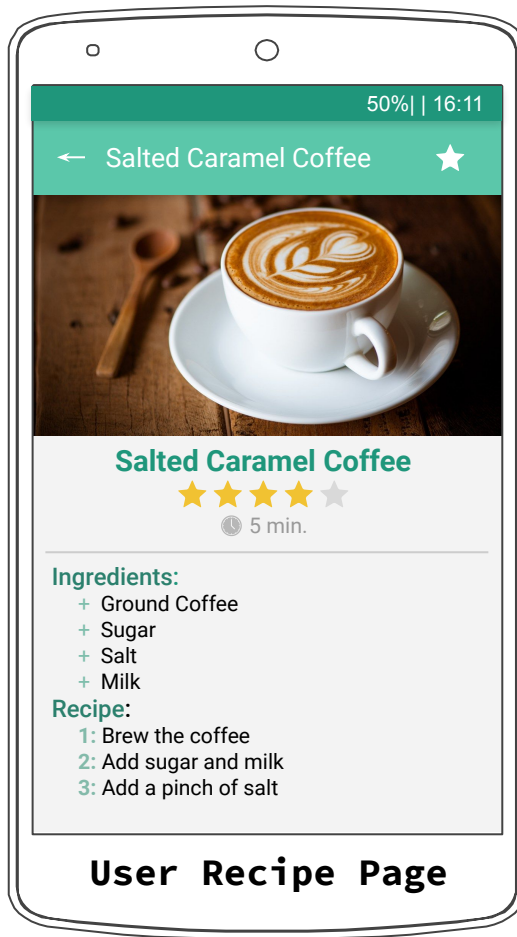 50%| | 16:11
← Salted Caramel Coffee
Salted Caramel Coffee
5 min.
Ingredients:
+ Ground Coffee
+ Sugar
+ Salt
+ Milk
Recipe:
1: Brew the coffee
2: Add sugar and milk
3: Add a pinch of salt
User Recipe Page